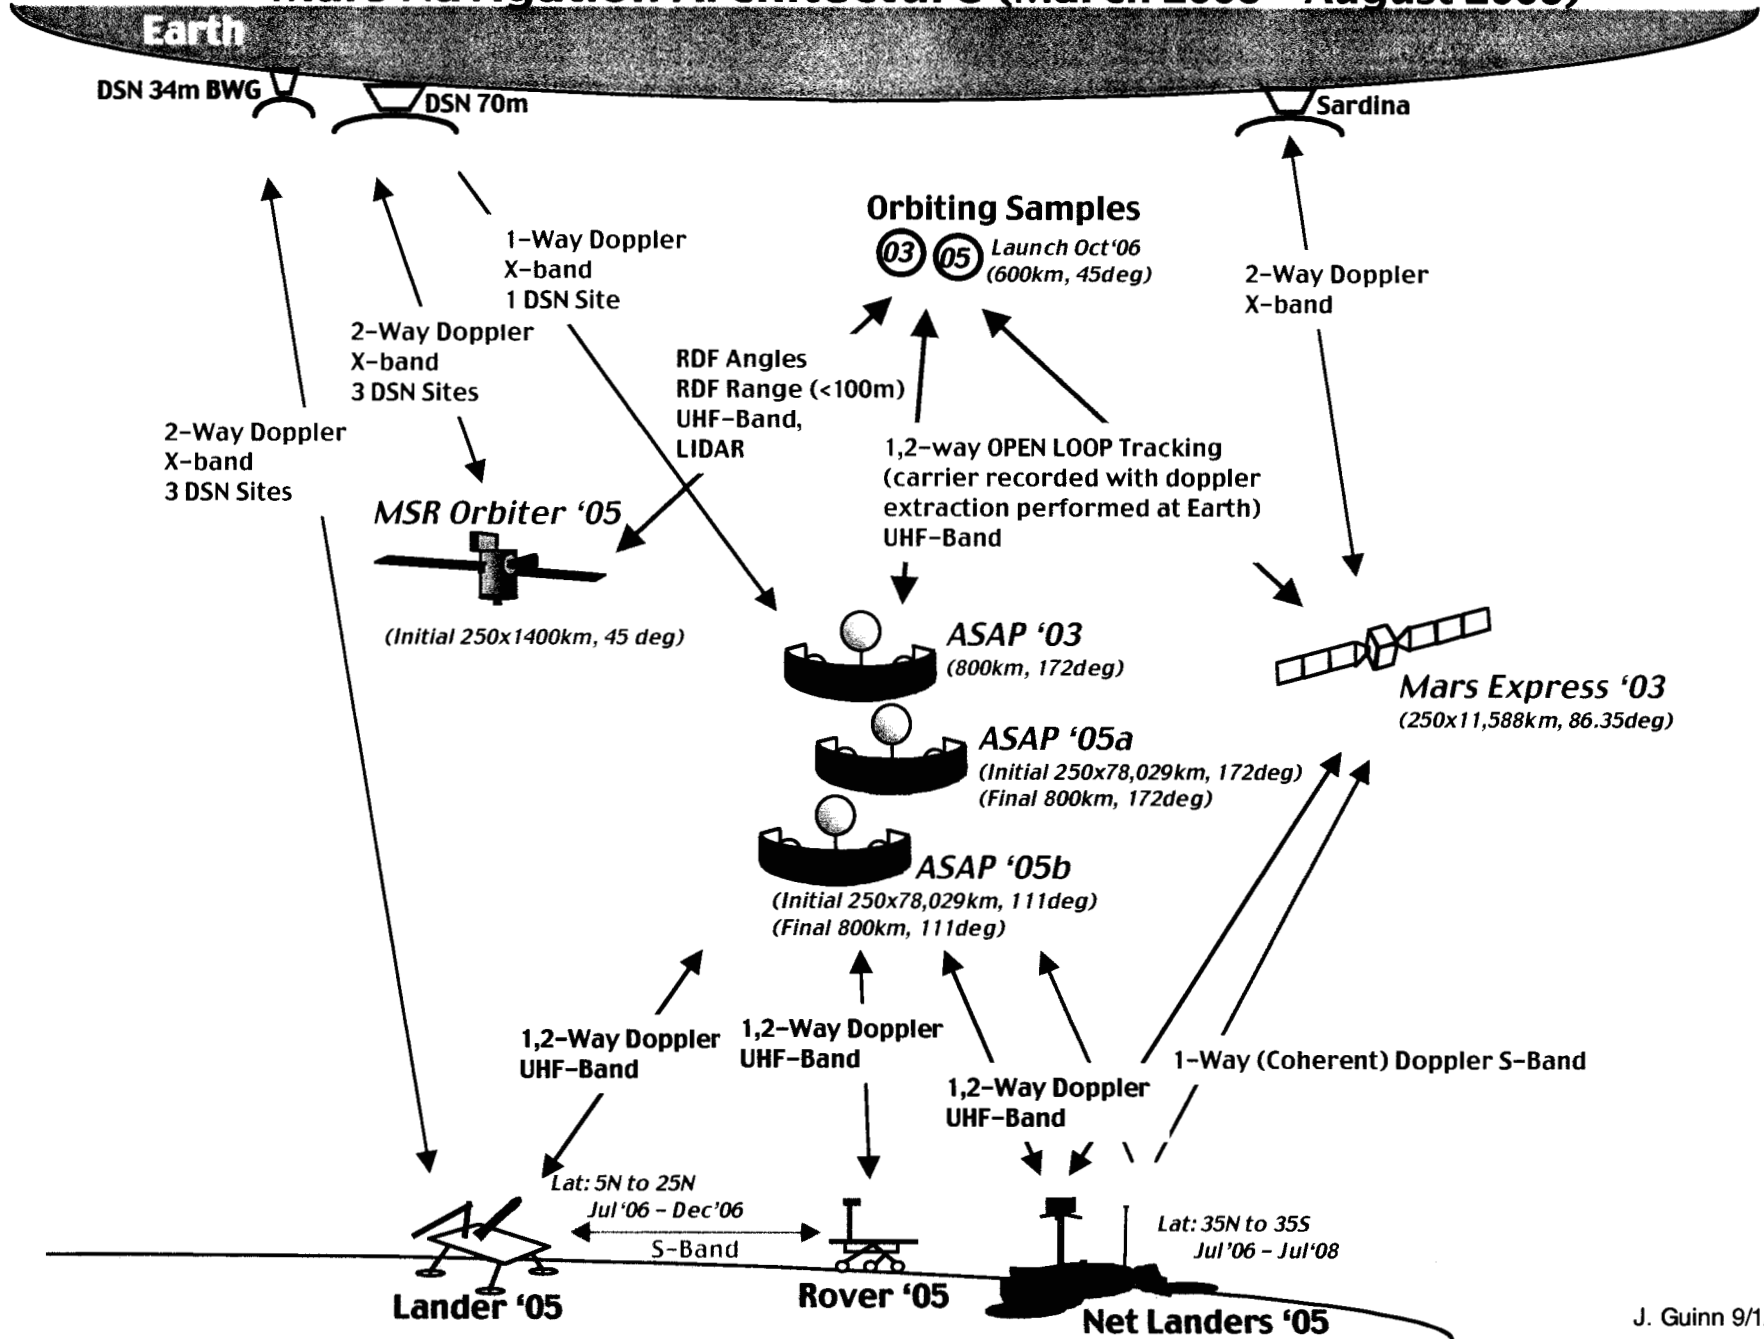 Earth
DSN 34m BWG
DSN 70m
Sardina
Orbiting Samples
03
05
Launch Oct‘06
(600km, 45deg)
1-Way Doppler
X-band
1 DSN Site
2-Way Doppler
X-band
2-Way Doppler
X-band
3 DSN Sites
RDF Angles
RDF Range (<100m)
UHF-Band,
LIDAR
2-Way Doppler
X-band
3 DSN Sites
1,2-way OPEN LOOP Tracking
(carrier recorded with doppler
extraction performed at Earth)
UHF-Band
MSR Orbiter ‘05
(Initial 250x1400km, 45 deg)
ASAP ‘03
(800km, 172deg)
Mars Express ‘03
(250x11,588km, 86.35deg)
ASAP ‘05a
(Initial 250x78,029km, 172deg)
(Final 800km, 172deg)
ASAP ‘05b
(Initial 250x78,029km, 111deg)
(Final 800km, 111deg)
1,2-Way Doppler
UHF-Band
1,2-Way Doppler
UHF-Band
1,2-Way Doppler
UHF-Band
1-Way (Coherent) Doppler S-Band
Lat: 5N to 25N
Jul‘06 – Dec’06
S-Band
Lat: 35N to 35S
Jul’06 – Jul‘08
Lander ‘05
Rover ‘05
Net Landers ‘05
J. Guinn 9/1